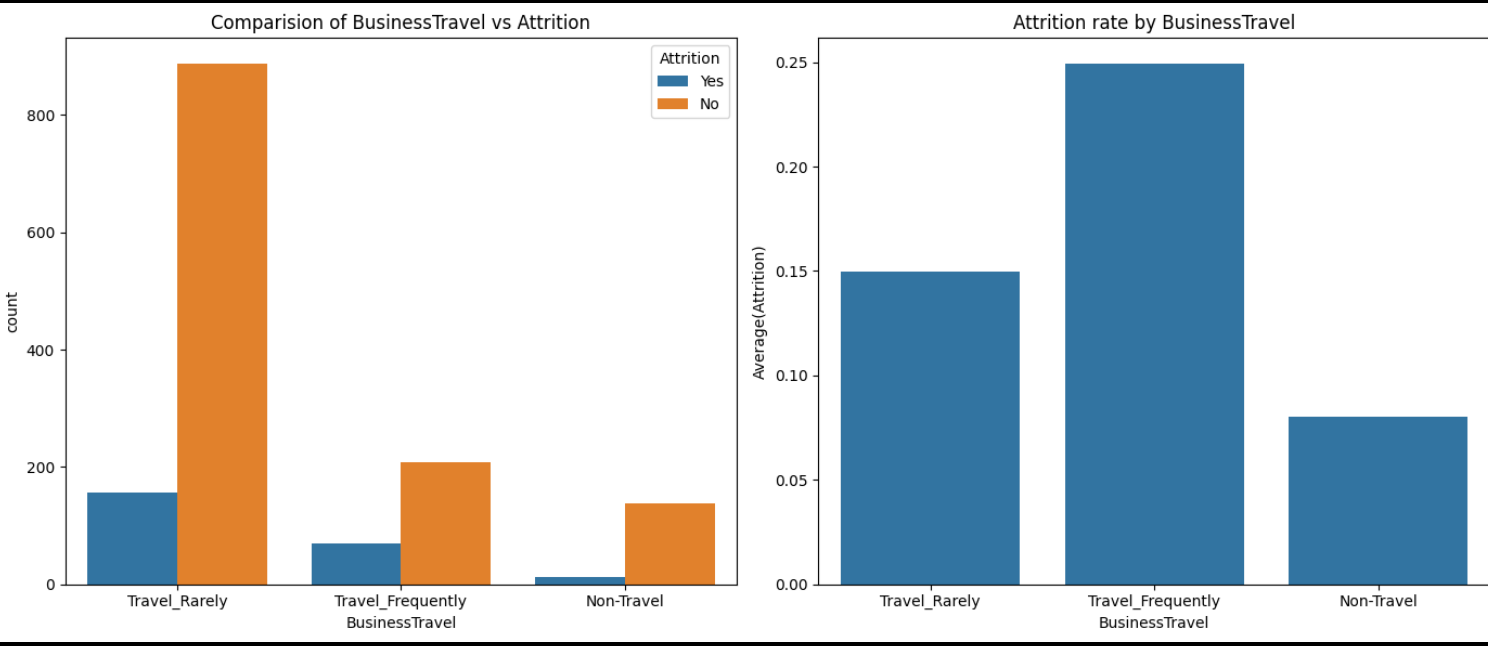 Comparision of BusinessTravel vs Attrition
Attrition
Yes
No
800
600
400
200
0
count
Travel_Rarely
Travel_Frequently
Non-Travel
BusinessTravel
Attrition rate by BusinessTravel
0.25
0.20
0.15
0.10
0.05
0.00
Average(Attrition)
Travel_Rarely
Travel_Frequently
Non-Travel
BusinessTravel